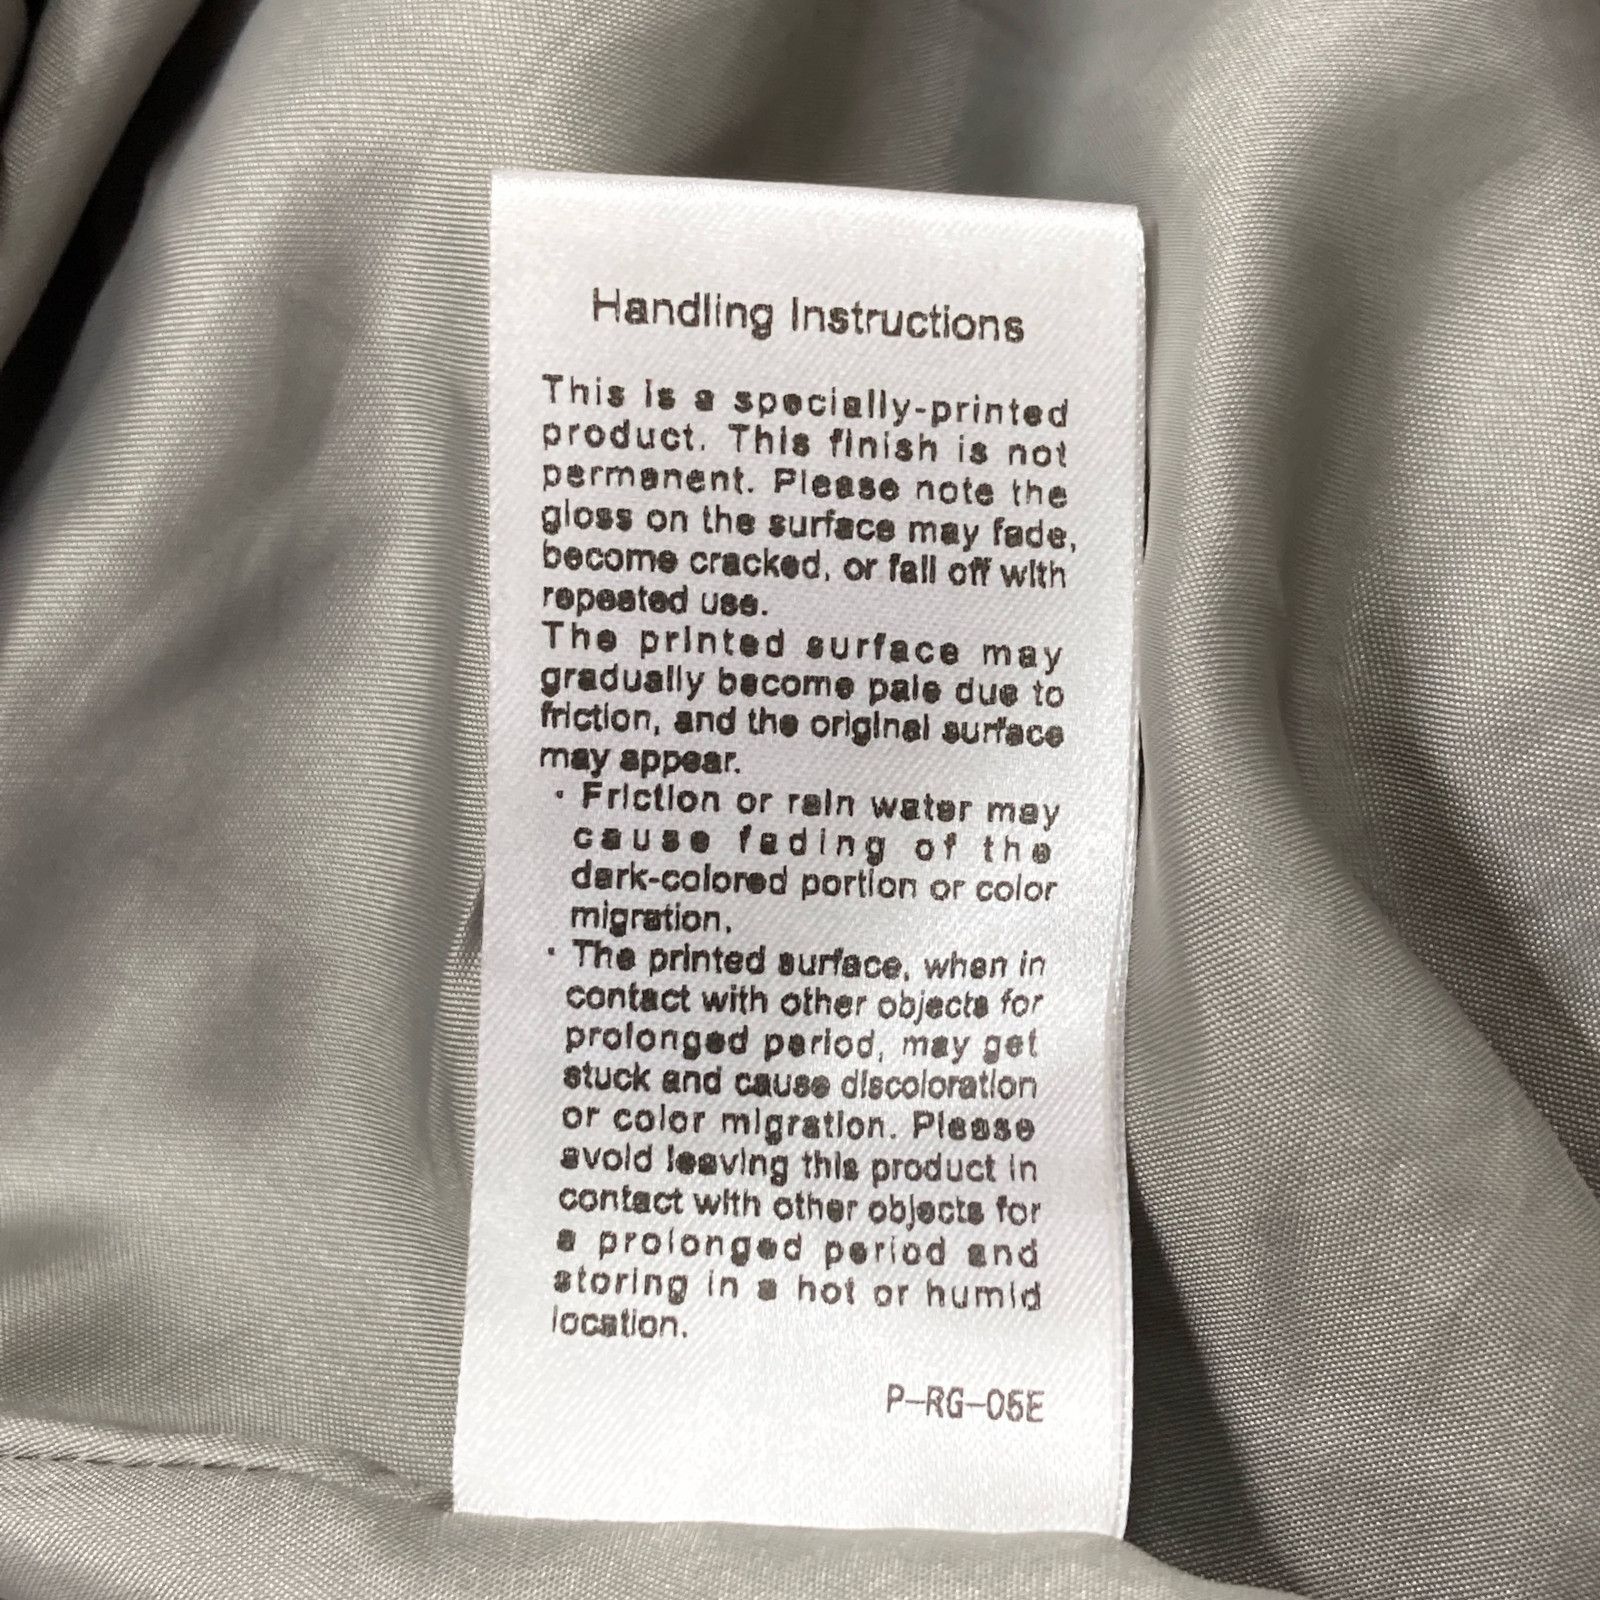 Handling Instructions
This is a specially-printed
product. This finish is not
permanent. Please note the
gloss on the surface may fade,
become cracked, or fall off with
repeated use.
The printed surface may
gradually become pale due to
friction, and the original surface
may appear.
· Friction or rain water may
cause fading of the
dark-colored portion or color
migration.
· The printed surface, when in
contact with other objects for
prolonged period, may get
stuck and cause discoloration
or color migration. Please
avoid leaving this product in
contact with other objects for
a prolonged period and
storing in a hot or humid
location.
P-RG-05E